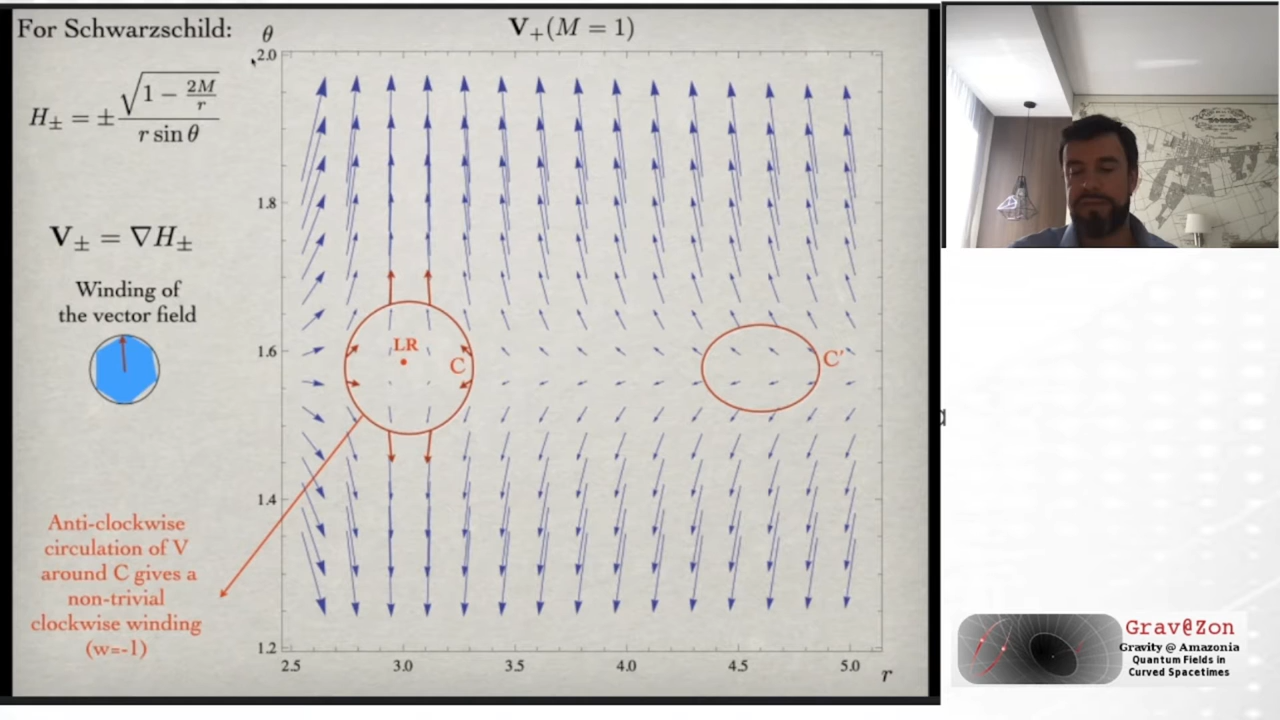 For Schwarzschild:
H± = ± √(1 − 2M/r) / (r sin θ)
V± = ∇H±
Winding of
the vector field
Anti-clockwise
circulation of V
around C gives a
non-trivial
clockwise winding
(w=-1)
V+(M = 1)
θ
2.0
1.8
1.6
1.4
1.2
LR
C
C′
2.5
3.0
3.5
4.0
4.5
5.0
r
Grav@Zon
Gravity @ Amazonia
Quantum Fields in
Curved Spacetimes